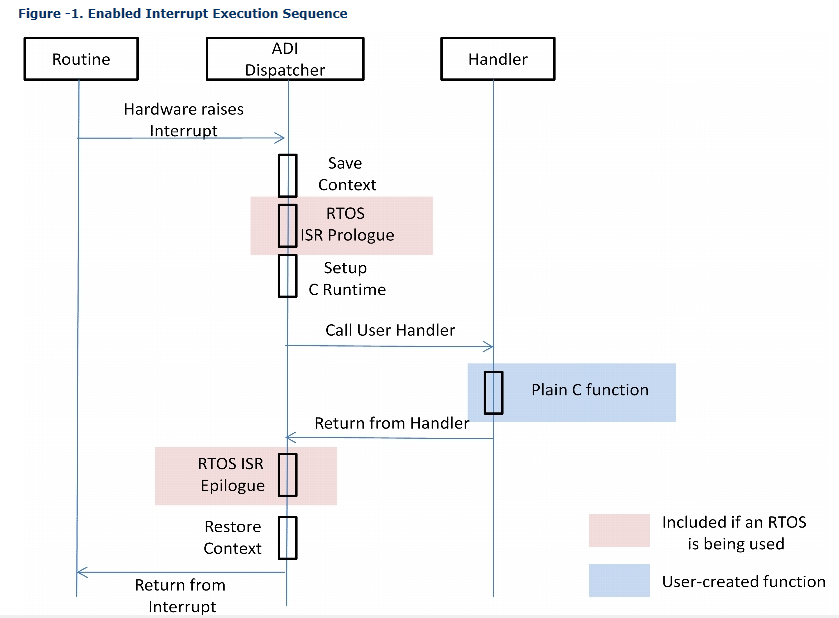 Figure -1. Enabled Interrupt Execution Sequence
Routine
ADI
Dispatcher
Handler
Hardware raises
Interrupt
Save
Context
RTOS
ISR Prologue
Setup
C Runtime
Call User Handler
Plain C function
Return from Handler
RTOS ISR
Epilogue
Restore
Context
Return from
Interrupt
Included if an RTOS
is being used
User-created function